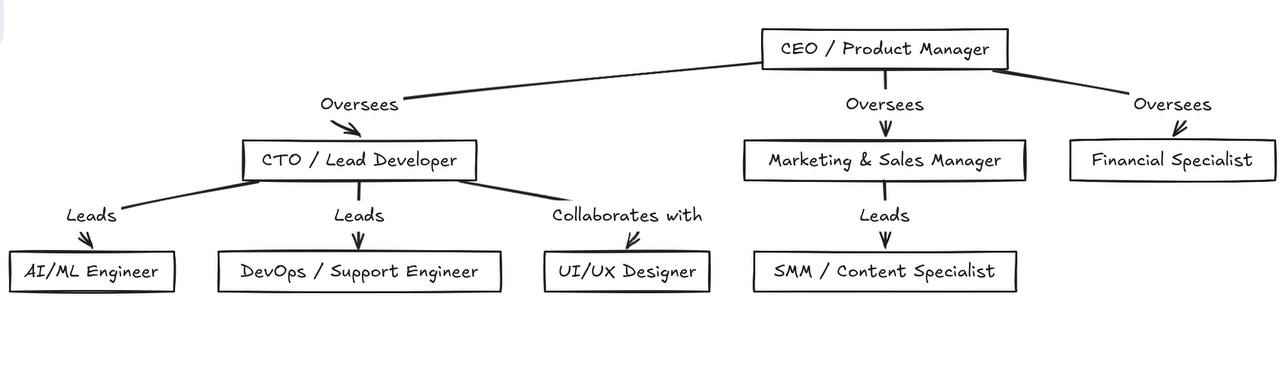 CEO / Product Manager
Oversees
Oversees
Oversees
CTO / Lead Developer
Marketing & Sales Manager
Financial Specialist
Leads
Leads
Collaborates with
Leads
AI/ML Engineer
DevOps / Support Engineer
UI/UX Designer
SMM / Content Specialist